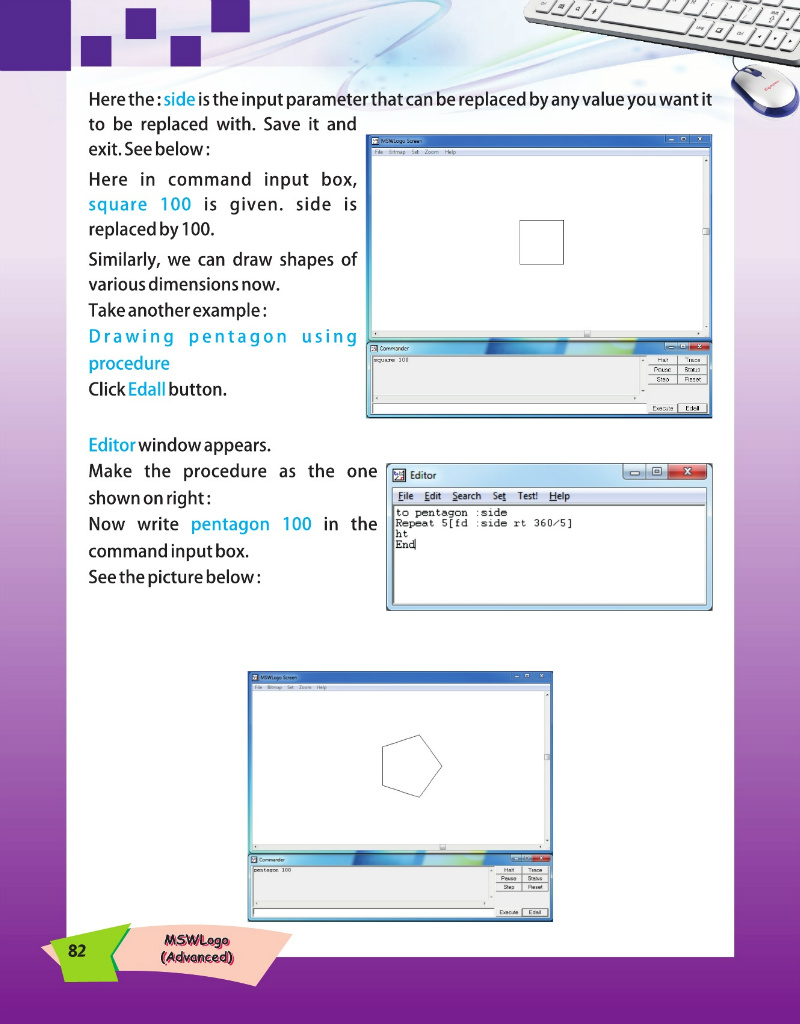 Here the : side is the input parameter that can be replaced by any value you want it
to be replaced with. Save it and
exit. See below :
Here in command input box,
square 100 is given. side is
replaced by 100.
Similarly, we can draw shapes of
various dimensions now.
Take another example :
Drawing pentagon using
procedure
Click Edall button.
MSWLogo Screen
File Bitmap Set Zoom Help
Commander
square 100
Halt Trace
Pause Status
Step Reset
Execute Edall
Editor window appears.
Make the procedure as the one
shown on right :
Now write pentagon 100 in the
command input box.
See the picture below :
Editor
File Edit Search Set Test! Help
to pentagon :side
Repeat 5[fd :side rt 360/5]
ht
End
MSWLogo Screen
File Bitmap Set Zoom Help
Commander
pentagon 100
Halt Trace
Pause Status
Step Reset
Execute Edall
82
MSWLogo
(Advanced)